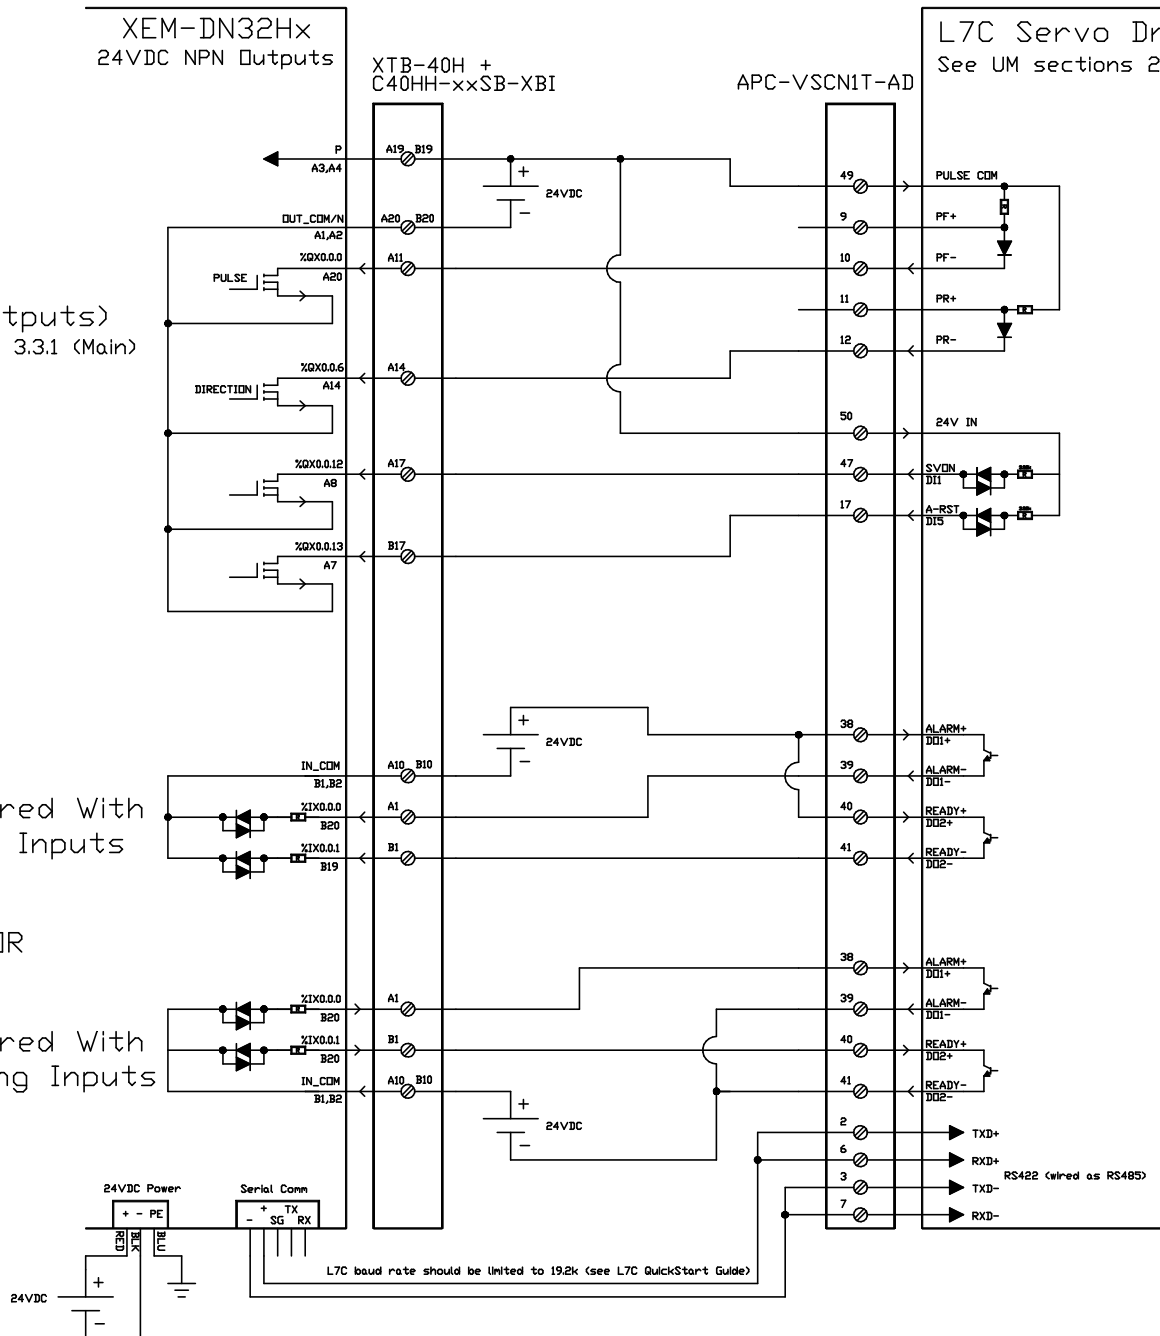 XEM-DN32Hx
24VDC NPN Outputs
XTB-40H +
C40HH-xxSB-XBI
APC-VSCN1T-AD
L7C Servo Dr
See UM sections 2
P
A3,A4
A19 B19
+
24VDC
−
49
PULSE COM
OUT_COM/N
A1,A2
A20 B20
9
PF+
%QX0.0.0
PULSE
A20
A11
10
PF-
11
PR+
tputs)
3.3.1 (Main)
12
PR-
%QX0.0.6
DIRECTION
A14
A14
50
24V IN
%QX0.0.12
A8
A17
47
SVON
DI1
17
A-RST
DI5
%QX0.0.13
A7
B17
+
24VDC
−
38
ALARM+
DO1+
IN_COM
B1,B2
A10 B10
39
ALARM-
DO1-
red With
Inputs
%IX0.0.0
B20
A1
40
READY+
DO2+
%IX0.0.1
B19
B1
41
READY-
DO2-
OR
38
ALARM+
DO1+
%IX0.0.0
B20
A1
39
ALARM-
DO1-
red With
ng Inputs
%IX0.0.1
B20
B1
40
READY+
DO2+
IN_COM
B1,B2
A10 B10
41
READY-
DO2-
+
24VDC
−
2
TXD+
6
RXD+
RS422 (wired as RS485)
3
TXD-
7
RXD-
24VDC Power
+ - PE
RED
BLK
BLU
Serial Comm
- + SG TX RX
L7C baud rate should be limited to 19.2k (see L7C QuickStart Guide)
+
24VDC
−